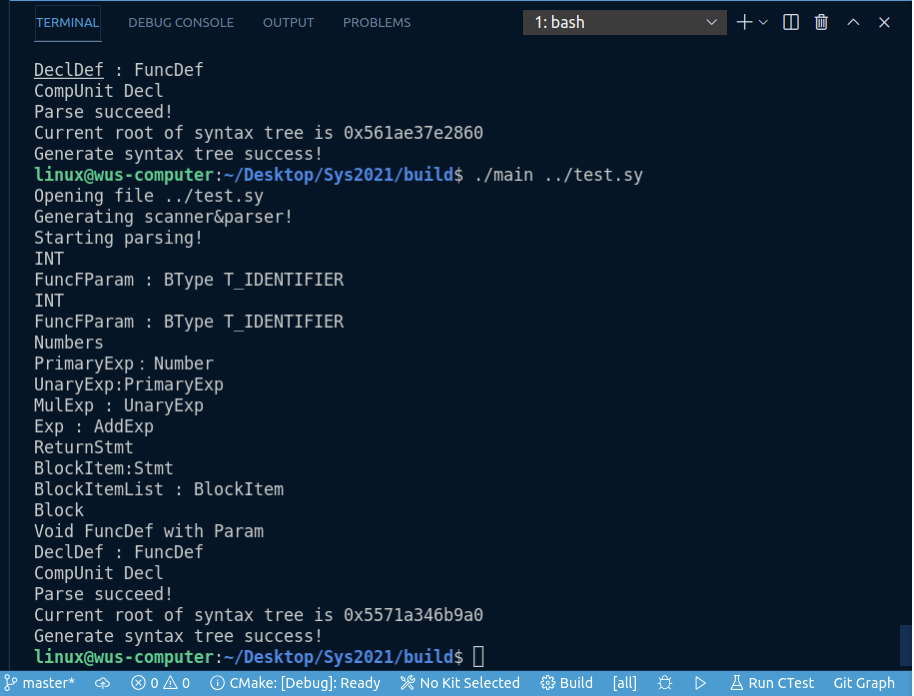 TERMINAL DEBUG CONSOLE OUTPUT PROBLEMS 1: bash
DeclDef : FuncDef
CompUnit Decl
Parse succeed!
Current root of syntax tree is 0x561ae37e2860
Generate syntax tree success!
linux@wus-computer:~/Desktop/Sys2021/build$ ./main ../test.sy
Opening file ../test.sy
Generating scanner&parser!
Starting parsing!
INT
FuncFParam : BType T_IDENTIFIER
INT
FuncFParam : BType T_IDENTIFIER
Numbers
PrimaryExp：Number
UnaryExp:PrimaryExp
MulExp : UnaryExp
Exp : AddExp
ReturnStmt
BlockItem:Stmt
BlockItemList : BlockItem
Block
Void FuncDef with Param
DeclDef : FuncDef
CompUnit Decl
Parse succeed!
Current root of syntax tree is 0x5571a346b9a0
Generate syntax tree success!
linux@wus-computer:~/Desktop/Sys2021/build$
master* 0 0 CMake: [Debug]: Ready No Kit Selected Build [all] Run CTest Git Graph